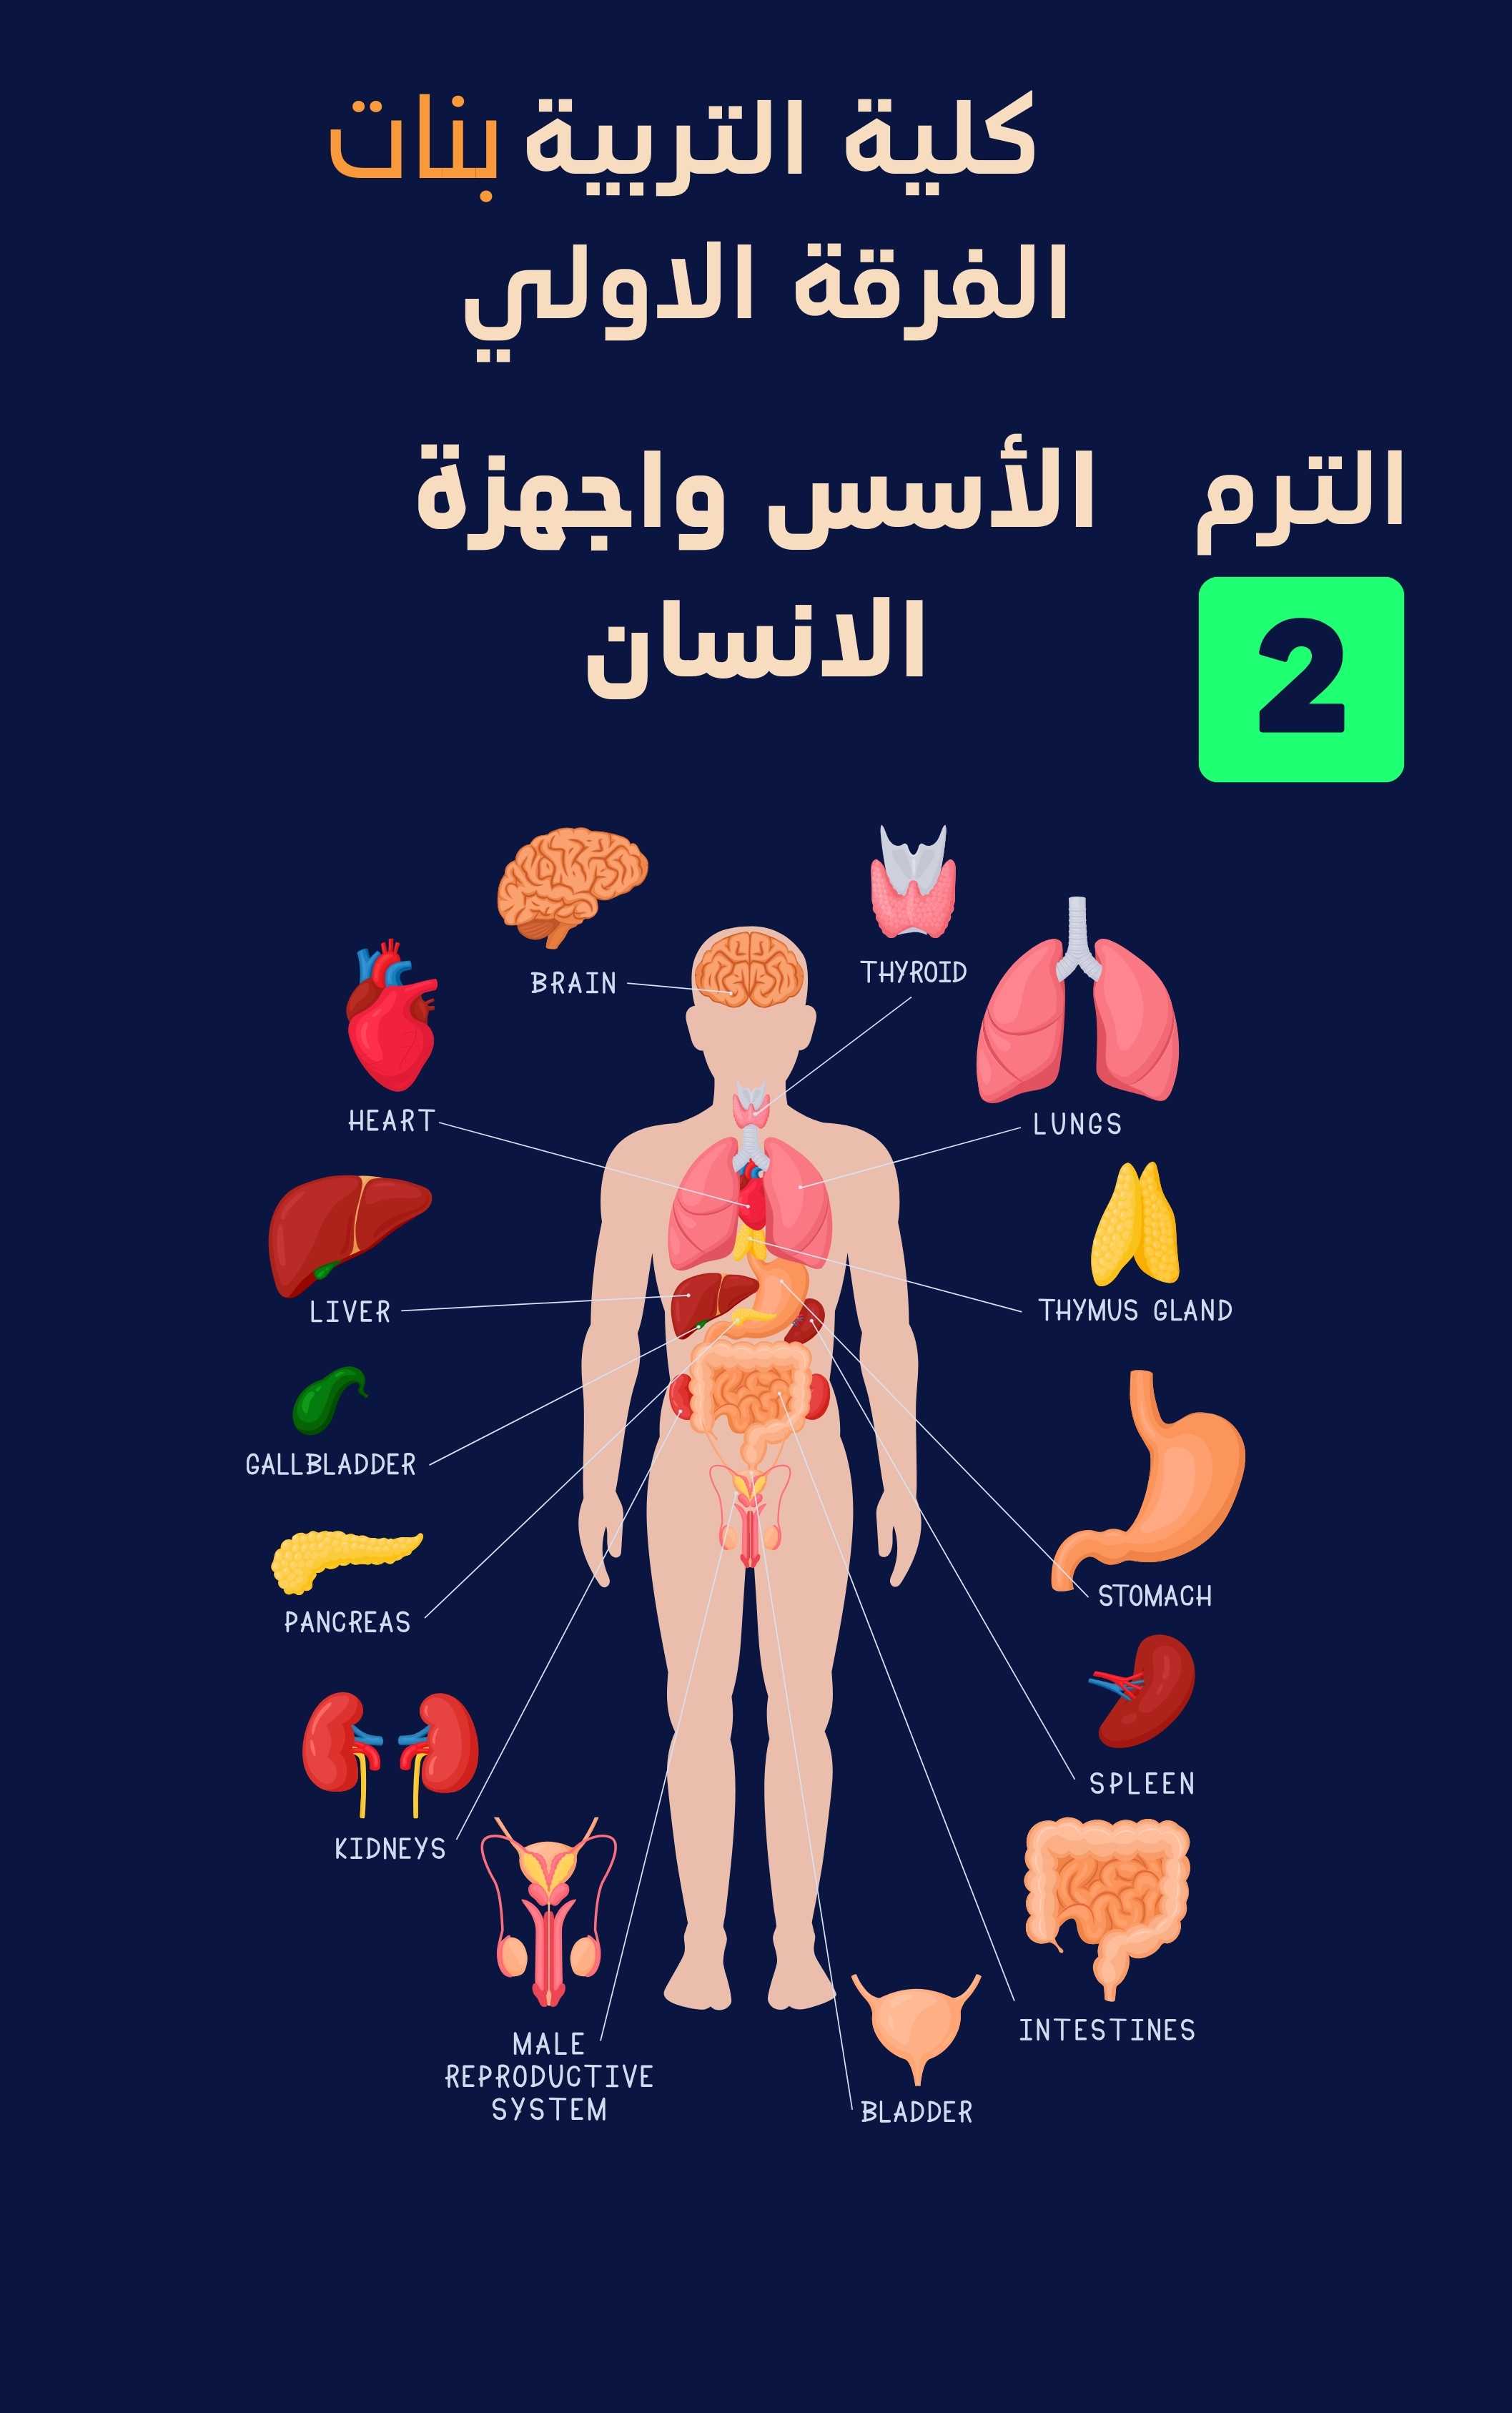 كلية التربية بنات
الفرقة الاولي
الترم
2
الأسس واجهزة
الانسان
BRAIN
THYROID
HEART
LUNGS
LIVER
THYMUS GLAND
GALLBLADDER
PANCREAS
STOMACH
SPLEEN
KIDNEYS
INTESTINES
MALE
REPRODUCTIVE
SYSTEM
BLADDER